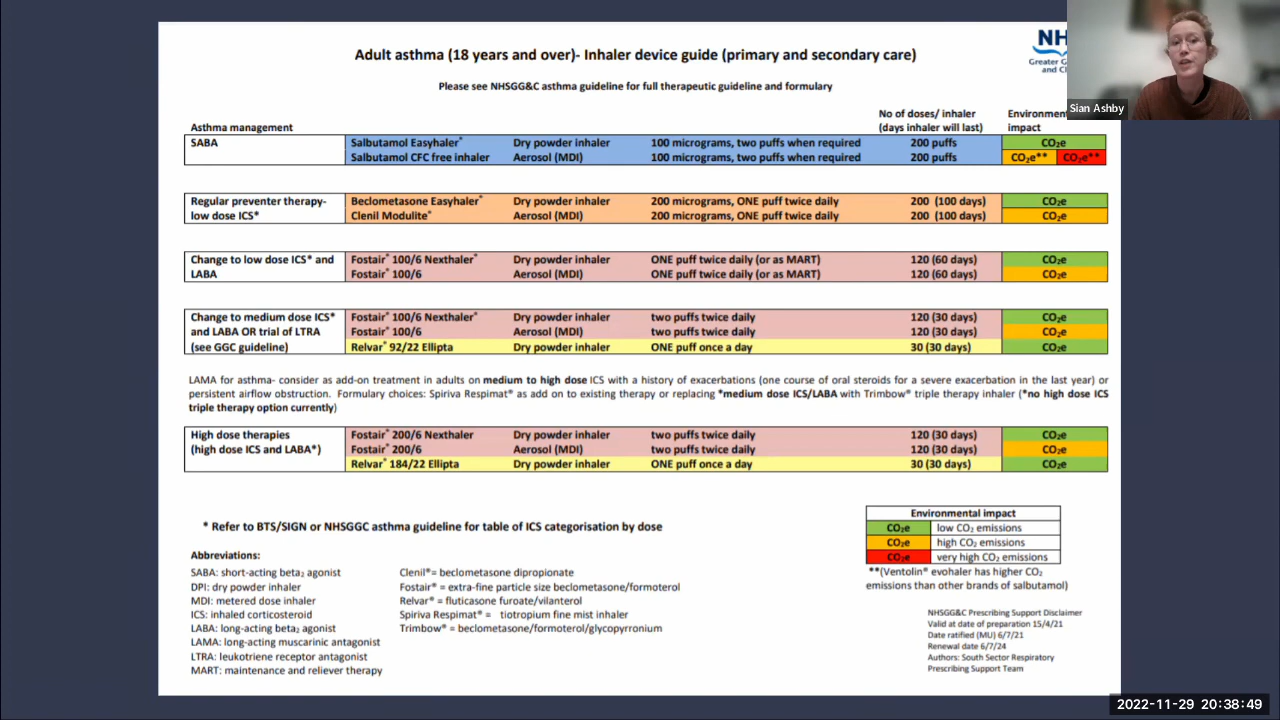 Adult asthma (18 years and over)- Inhaler device guide (primary and secondary care)
Please see NHSGG&C asthma guideline for full therapeutic guideline and formulary
Sian Ashby
Asthma management No of doses/ inhaler (days inhaler will last) impact
SABA Salbutamol Easyhaler® Dry powder inhaler 100 micrograms, two puffs when required 200 puffs CO₂e
Salbutamol CFC free inhaler Aerosol (MDI) 100 micrograms, two puffs when required 200 puffs CO₂e** CO₂e**
Regular preventer therapy- Beclometasone Easyhaler® Dry powder inhaler 200 micrograms, ONE puff twice daily 200 (100 days) CO₂e
low dose ICS* Clenil Modulite® Aerosol (MDI) 200 micrograms, ONE puff twice daily 200 (100 days) CO₂e
Change to low dose ICS* and Fostair® 100/6 Nexthaler® Dry powder inhaler ONE puff twice daily (or as MART) 120 (60 days) CO₂e
LABA Fostair® 100/6 Aerosol (MDI) ONE puff twice daily (or as MART) 120 (60 days) CO₂e
Change to medium dose ICS* Fostair® 100/6 Nexthaler® Dry powder inhaler two puffs twice daily 120 (30 days) CO₂e
and LABA OR trial of LTRA Fostair® 100/6 Aerosol (MDI) two puffs twice daily 120 (30 days) CO₂e
(see GGC guideline) Relvar® 92/22 Ellipta Dry powder inhaler ONE puff once a day 30 (30 days) CO₂e
LAMA for asthma- consider as add-on treatment in adults on medium to high dose ICS with a history of exacerbations (one course of oral steroids for a severe exacerbation in the last year) or
persistent airflow obstruction. Formulary choices: Spiriva Respimat® as add on to existing therapy or replacing *medium dose ICS/LABA with Trimbow® triple therapy inhaler (*no high dose ICS
triple therapy option currently)
High dose therapies Fostair® 200/6 Nexthaler Dry powder inhaler two puffs twice daily 120 (30 days) CO₂e
(high dose ICS and LABA*) Fostair® 200/6 Aerosol (MDI) two puffs twice daily 120 (30 days) CO₂e
Relvar® 184/22 Ellipta Dry powder inhaler ONE puff once a day 30 (30 days) CO₂e
* Refer to BTS/SIGN or NHSGGC asthma guideline for table of ICS categorisation by dose
Environmental impact
CO₂e low CO₂ emissions
CO₂e high CO₂ emissions
CO₂e very high CO₂ emissions
**(Ventolin® evohaler has higher CO₂
emissions than other brands of salbutamol)
Abbreviations:
SABA: short-acting beta₂ agonist
DPI: dry powder inhaler
MDI: metered dose inhaler
ICS: inhaled corticosteroid
LABA: long-acting beta₂ agonist
LAMA: long-acting muscarinic antagonist
LTRA: leukotriene receptor antagonist
MART: maintenance and reliever therapy
Clenil®= beclometasone dipropionate
Fostair® = extra-fine particle size beclometasone/formoterol
Relvar® = fluticasone furoate/vilanterol
Spiriva Respimat® = tiotropium fine mist inhaler
Trimbow® = beclometasone/formoterol/glycopyrronium
NHSGG&C Prescribing Support Disclaimer
Valid at date of preparation 15/4/21
Date ratified (MU) 6/7/21
Renewal date 6/7/24
Authors: South Sector Respiratory
Prescribing Support Team
2022-11-29 20:38:49